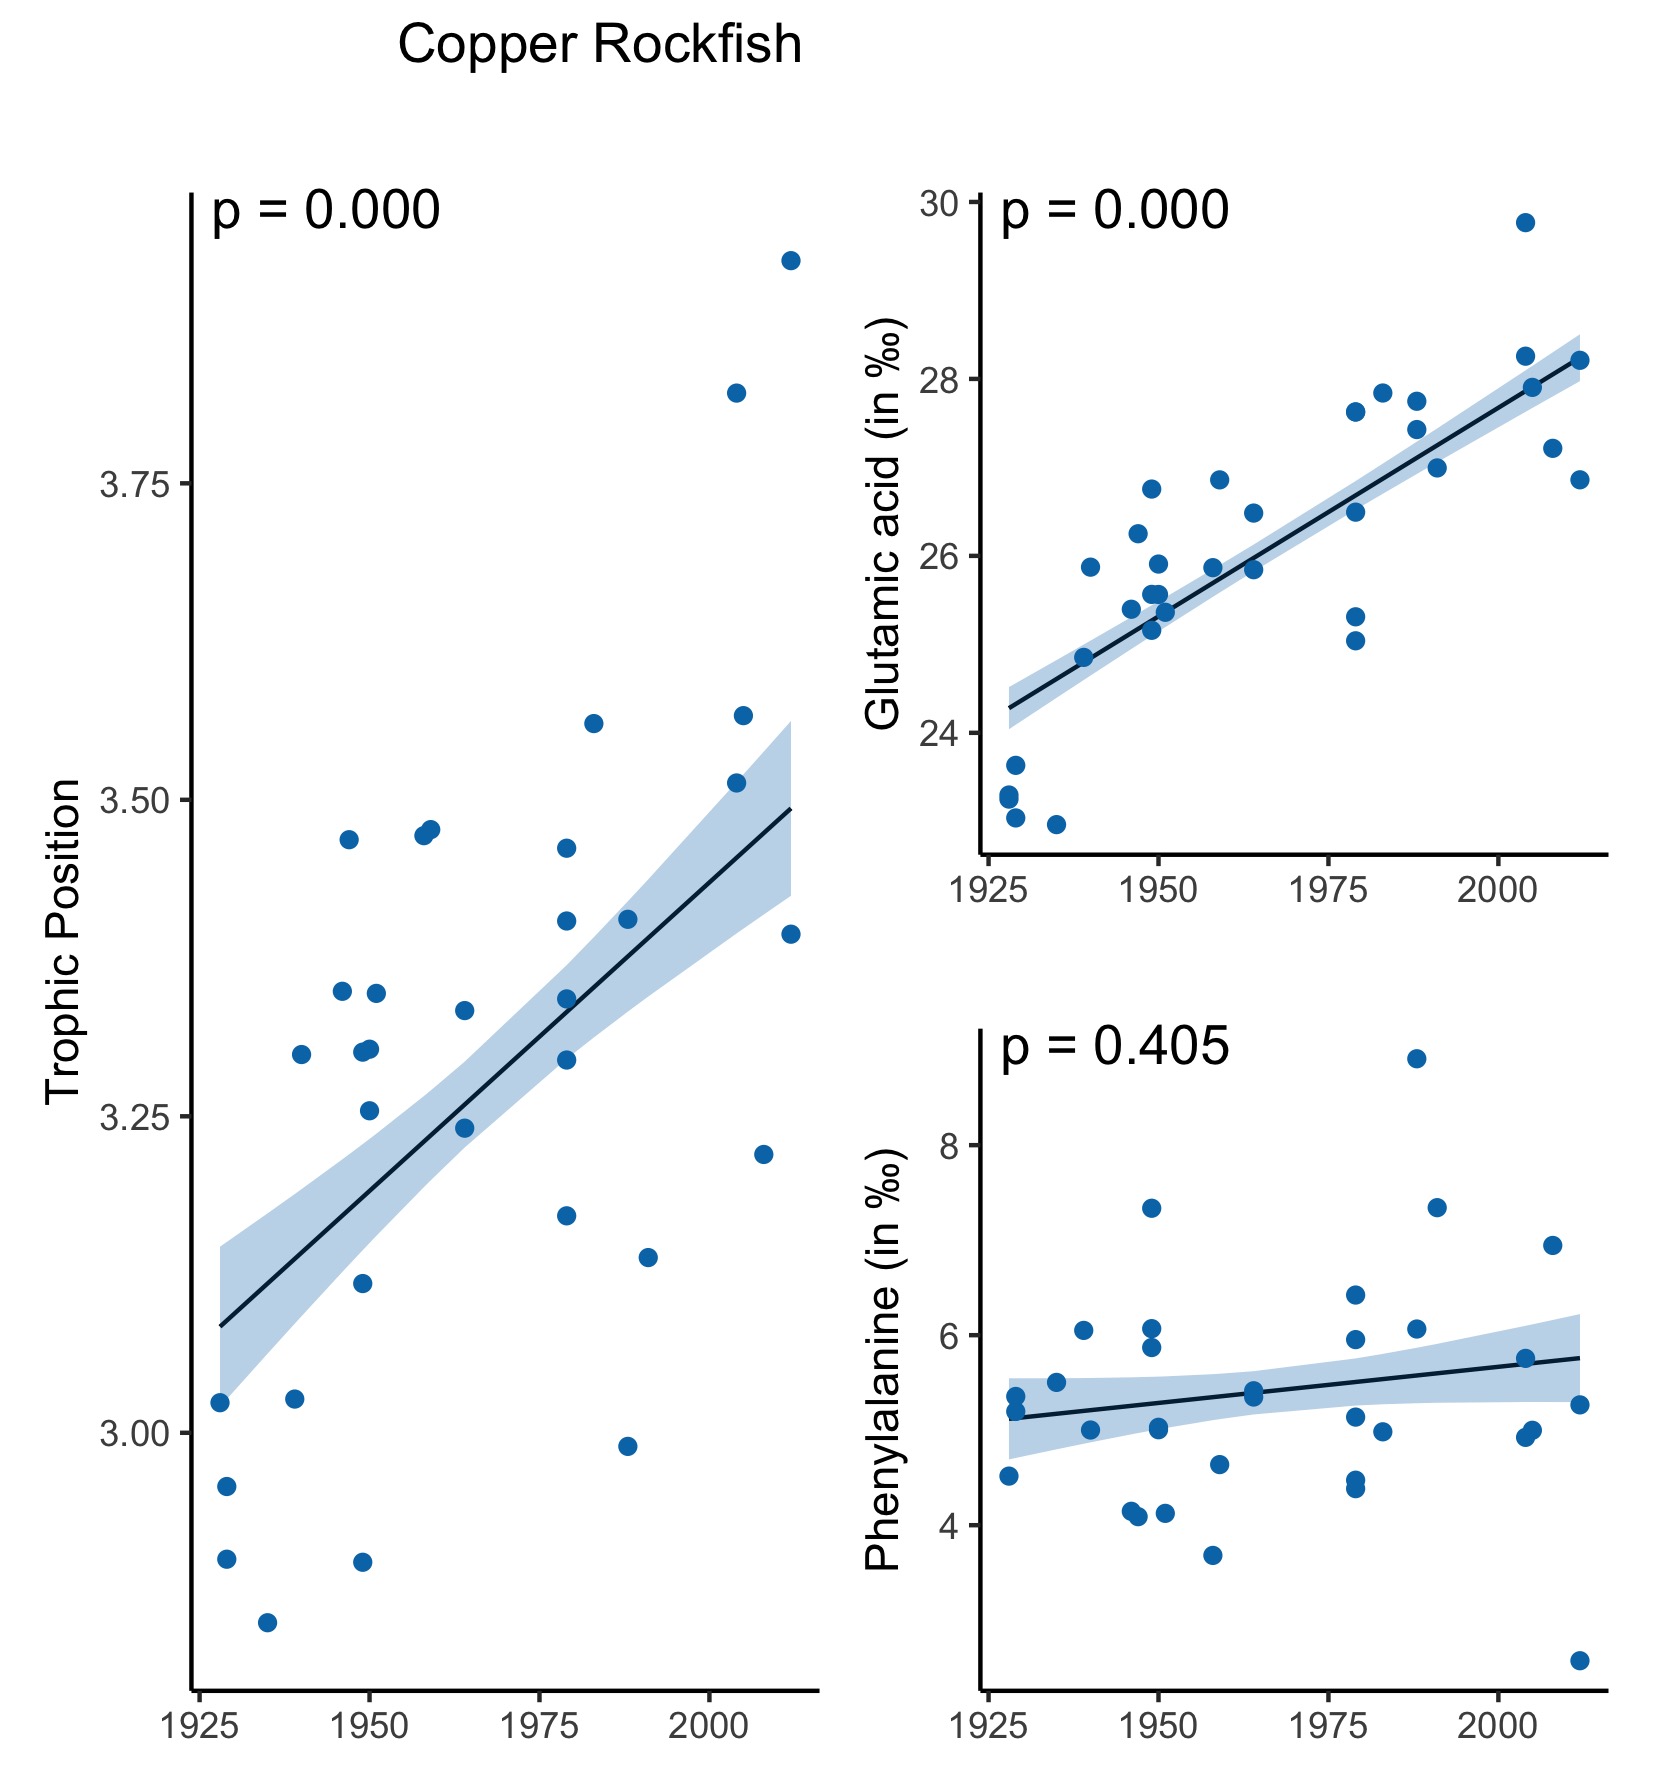 Copper Rockfish
p = 0.000
Trophic Position
3.75
3.50
3.25
3.00
1925 1950 1975 2000
p = 0.000
Glutamic acid (in ‰)
30
28
26
24
1925 1950 1975 2000
p = 0.405
Phenylalanine (in ‰)
8
6
4
1925 1950 1975 2000